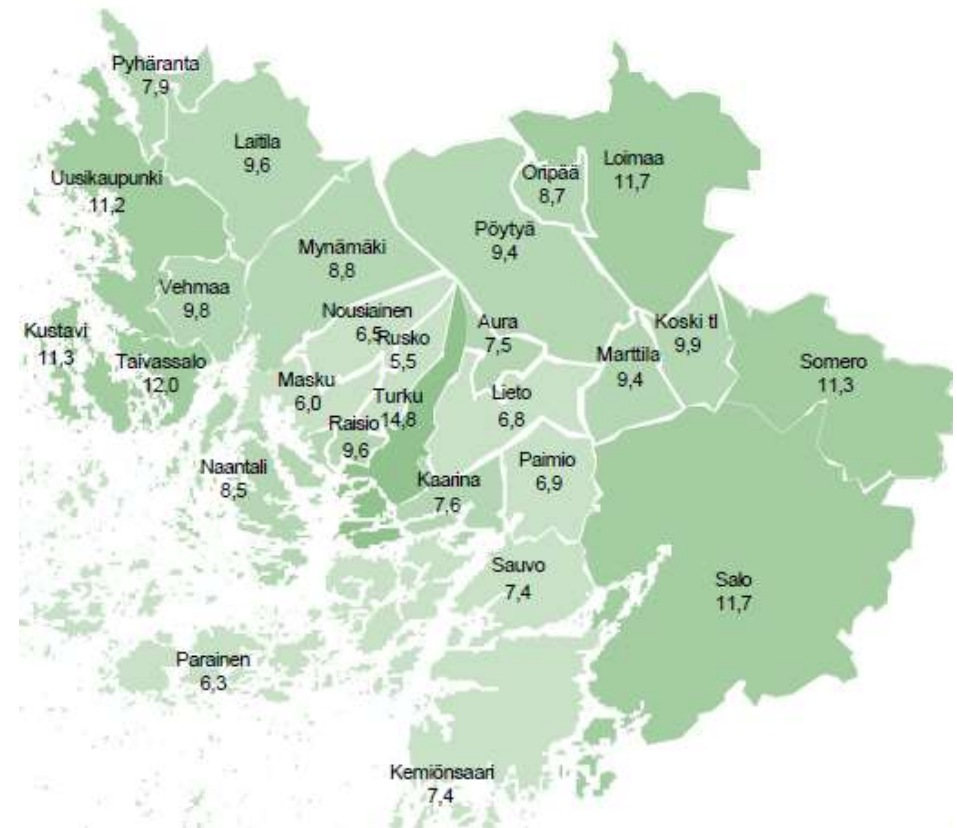 Pyhäranta
7,9
Laitila
9,6
Loimaa
11,7
Oripää
8,7
Uusikaupunki
11,2
Pöytyä
9,4
Mynämäki
8,8
Vehmaa
9,8
Nousiainen
6,5
Rusko
5,5
Aura
7,5
Koski tl
9,9
Kustavi
11,3
Taivassalo
12,0
Marttila
9,4
Somero
11,3
Masku
6,0
Turku
14,8
Lieto
6,8
Raisio
9,6
Naantali
8,5
Kaarina
7,6
Paimio
6,9
Sauvo
7,4
Salo
11,7
Parainen
6,3
Kemiönsaari
7,4